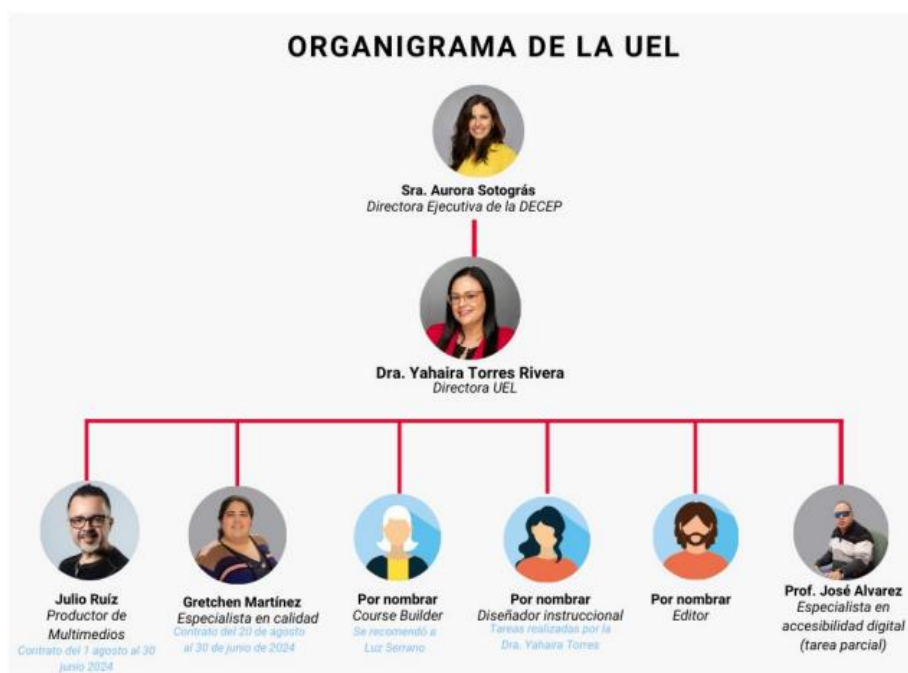 ORGANIGRAMA DE LA UEL
Sra. Aurora Sotográs
Directora Ejecutiva de la DECEP
Dra. Yahaira Torres Rivera
Directora UEL
Julio Ruíz
Productor de
Multimedios
Contrato del 1 agosto al 30
junio 2024
Gretchen Martínez
Especialista en calidad
Contrato del 20 de agosto
al 30 de junio de 2024
Por nombrar
Course Builder
Se recomendó a
Luz Serrano
Por nombrar
Diseñador instruccional
Tareas realizadas por la
Dra. Yahaira Torres
Por nombrar
Editor
Prof. José Alvarez
Especialista en
accesibilidad digital
(tarea parcial)